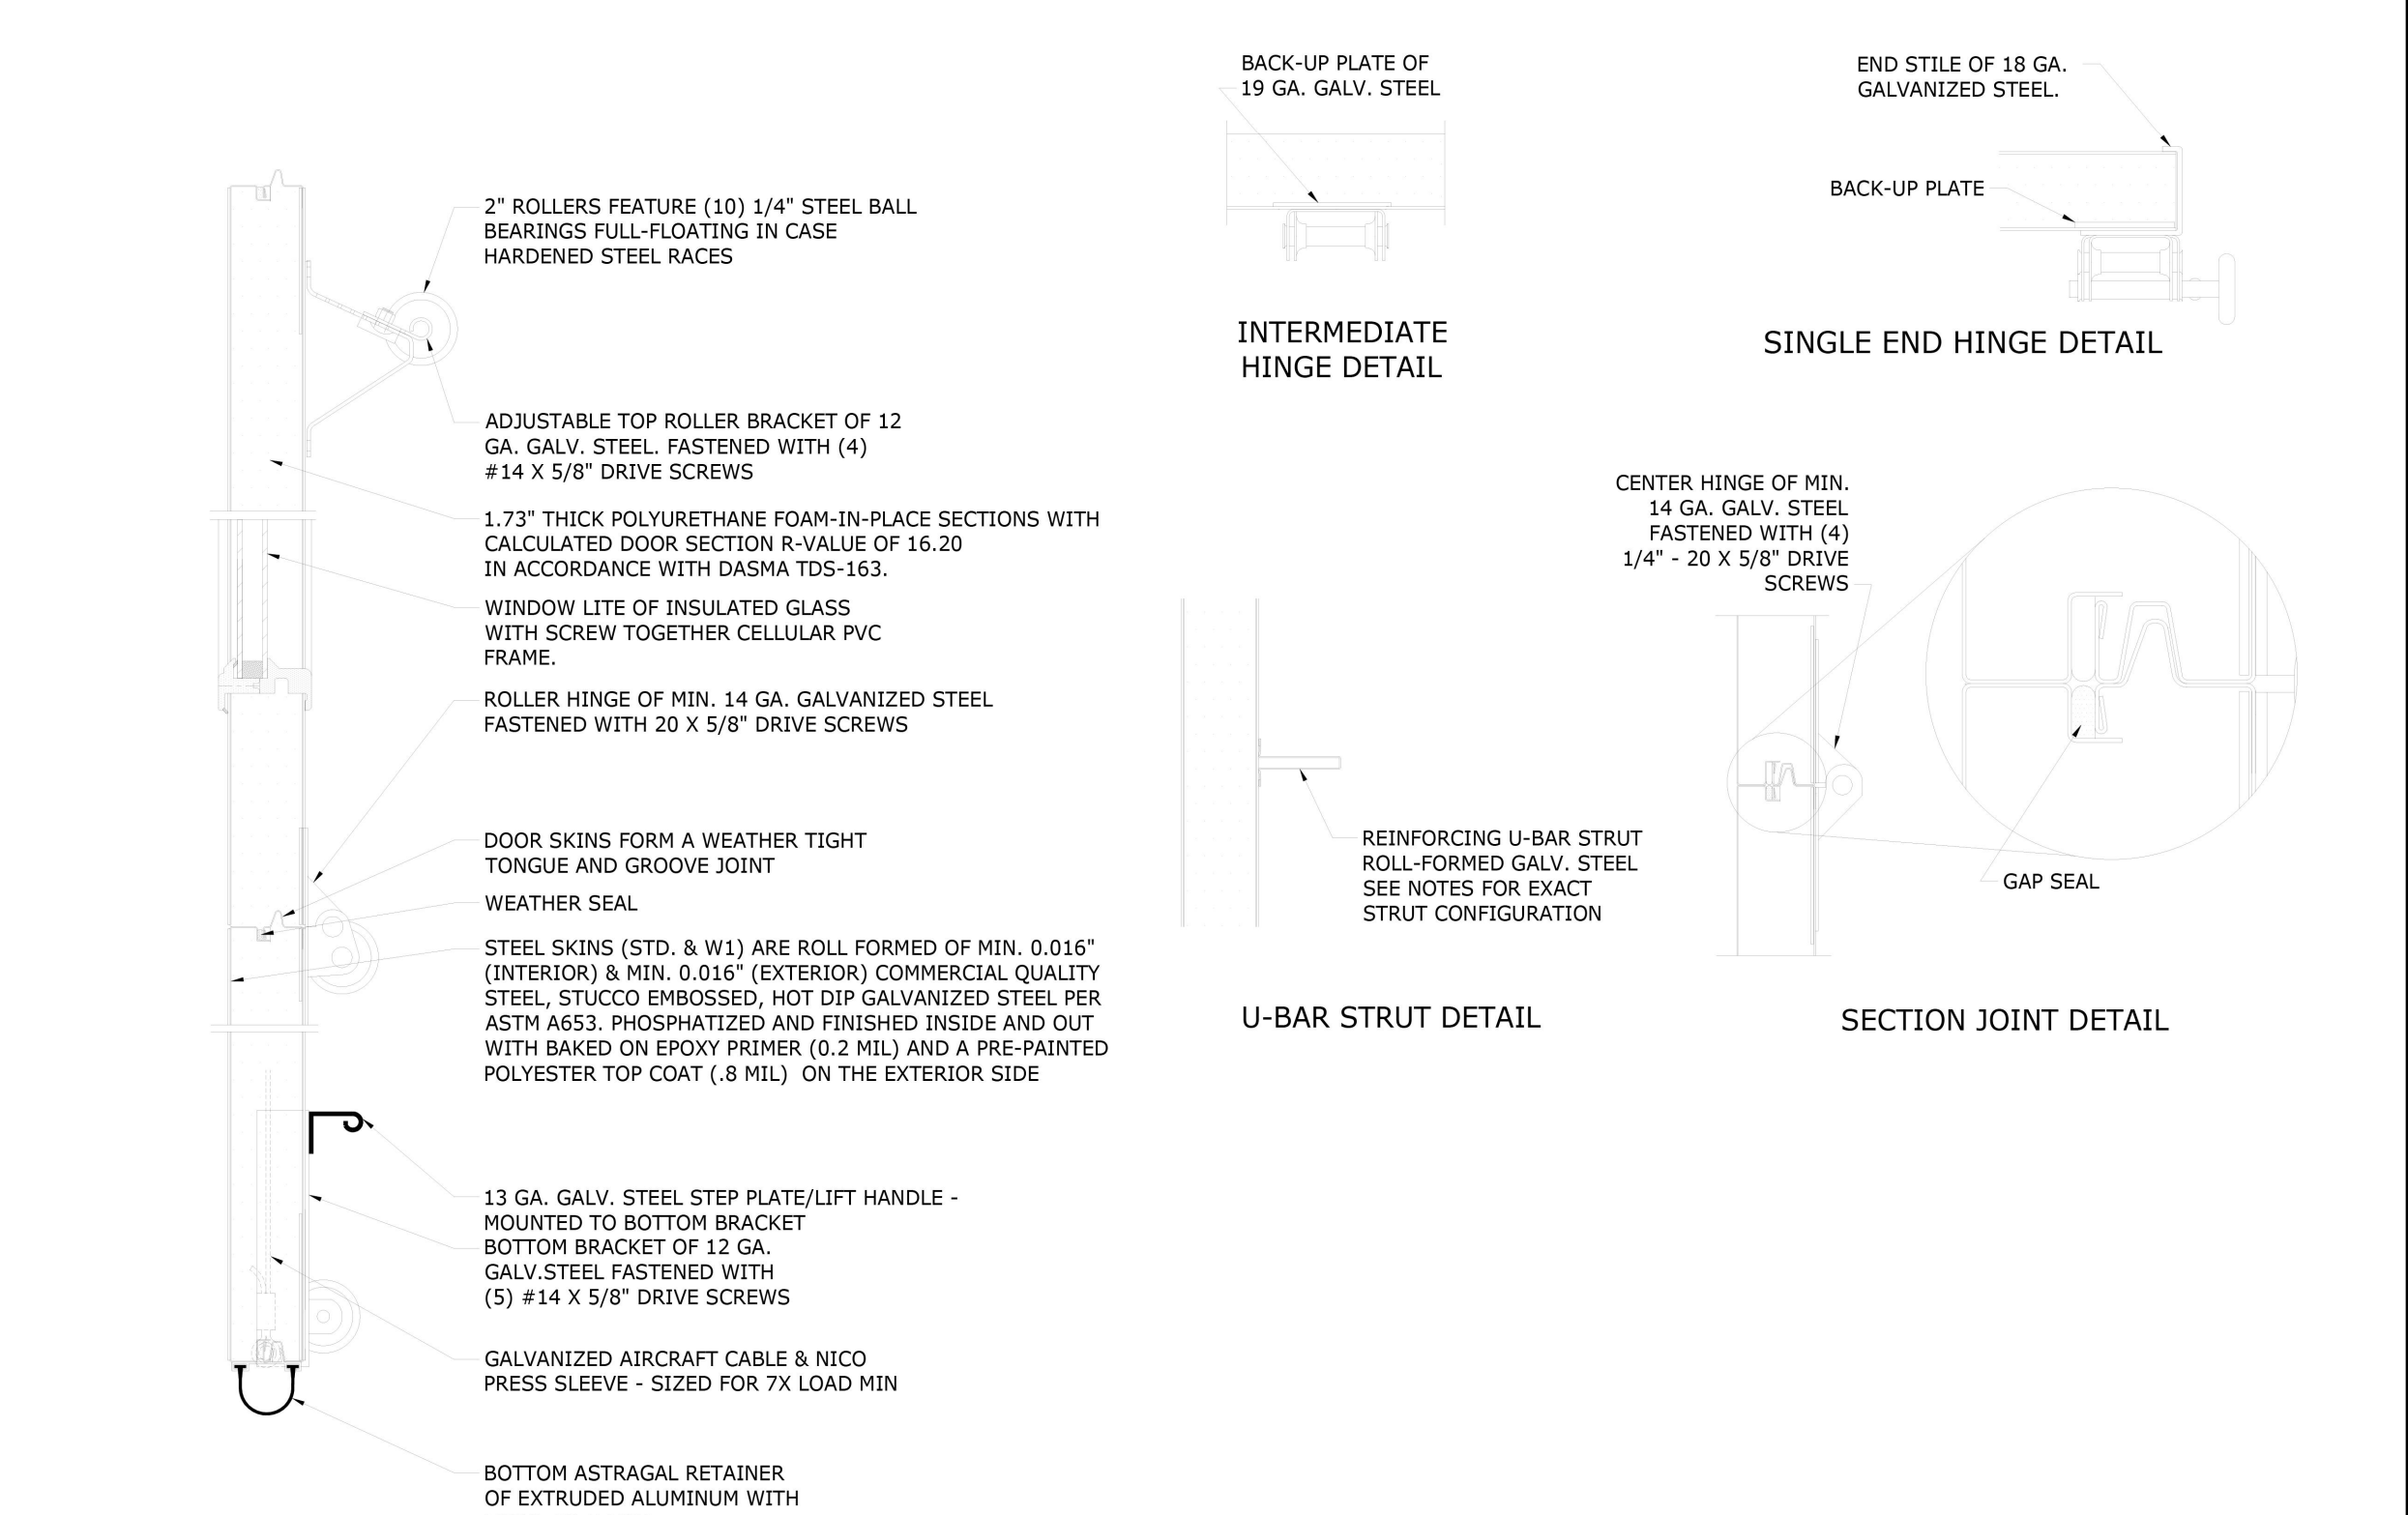 2" ROLLERS FEATURE (10) 1/4" STEEL BALL
BEARINGS FULL-FLOATING IN CASE
HARDENED STEEL RACES
ADJUSTABLE TOP ROLLER BRACKET OF 12
GA. GALV. STEEL. FASTENED WITH (4)
#14 X 5/8" DRIVE SCREWS
1.73" THICK POLYURETHANE FOAM-IN-PLACE SECTIONS WITH
CALCULATED DOOR SECTION R-VALUE OF 16.20
IN ACCORDANCE WITH DASMA TDS-163.
WINDOW LITE OF INSULATED GLASS
WITH SCREW TOGETHER CELLULAR PVC
FRAME.
ROLLER HINGE OF MIN. 14 GA. GALVANIZED STEEL
FASTENED WITH 20 X 5/8" DRIVE SCREWS
DOOR SKINS FORM A WEATHER TIGHT
TONGUE AND GROOVE JOINT
WEATHER SEAL
STEEL SKINS (STD. & W1) ARE ROLL FORMED OF MIN. 0.016"
(INTERIOR) & MIN. 0.016" (EXTERIOR) COMMERCIAL QUALITY
STEEL, STUCCO EMBOSSED, HOT DIP GALVANIZED STEEL PER
ASTM A653. PHOSPHATIZED AND FINISHED INSIDE AND OUT
WITH BAKED ON EPOXY PRIMER (0.2 MIL) AND A PRE-PAINTED
POLYESTER TOP COAT (.8 MIL)  ON THE EXTERIOR SIDE
13 GA. GALV. STEEL STEP PLATE/LIFT HANDLE -
MOUNTED TO BOTTOM BRACKET
BOTTOM BRACKET OF 12 GA.
GALV.STEEL FASTENED WITH
(5) #14 X 5/8" DRIVE SCREWS
GALVANIZED AIRCRAFT CABLE & NICO
PRESS SLEEVE - SIZED FOR 7X LOAD MIN
BOTTOM ASTRAGAL RETAINER
OF EXTRUDED ALUMINUM WITH
BACK-UP PLATE OF
19 GA. GALV. STEEL
INTERMEDIATE
HINGE DETAIL
END STILE OF 18 GA.
GALVANIZED STEEL.
BACK-UP PLATE
SINGLE END HINGE DETAIL
REINFORCING U-BAR STRUT
ROLL-FORMED GALV. STEEL
SEE NOTES FOR EXACT
STRUT CONFIGURATION
U-BAR STRUT DETAIL
CENTER HINGE OF MIN.
14 GA. GALV. STEEL
FASTENED WITH (4)
1/4" - 20 X 5/8" DRIVE
SCREWS
GAP SEAL
SECTION JOINT DETAIL